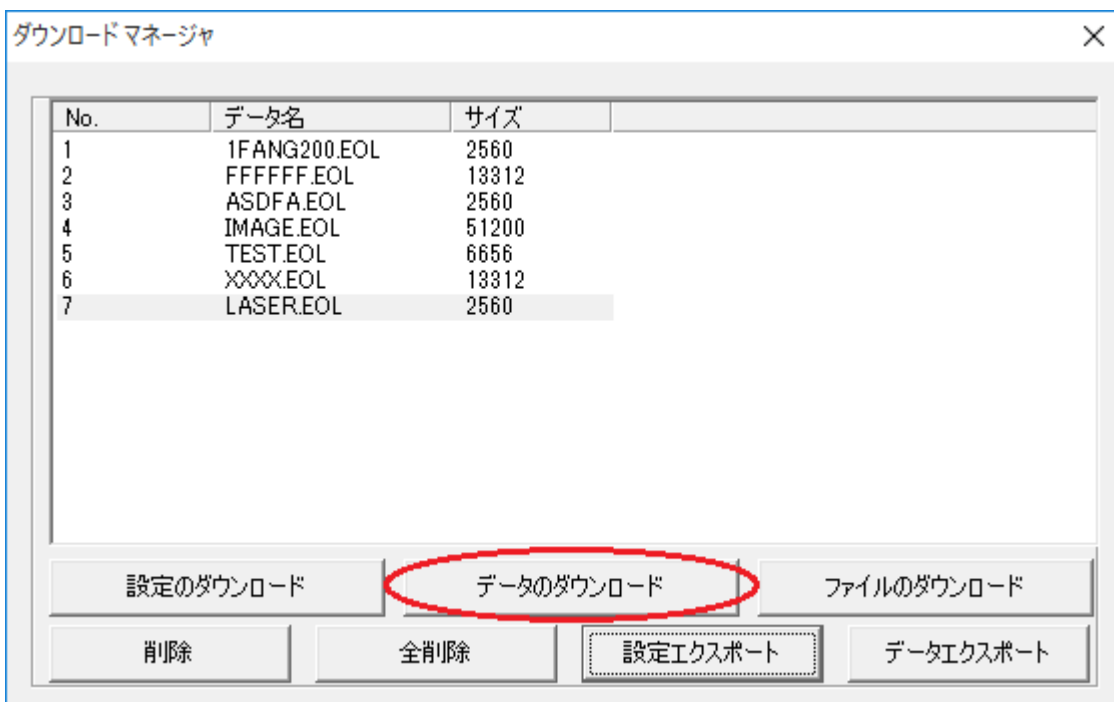 ダウンロード マネージャ
No. データ名 サイズ
1 1FANG200.EOL 2560
2 FFFFFF.EOL 13312
3 ASDFA.EOL 2560
4 IMAGE.EOL 51200
5 TEST.EOL 6656
6 XXXX.EOL 13312
7 LASER.EOL 2560
設定のダウンロード データのダウンロード ファイルのダウンロード
削除 全削除 設定エクスポート データエクスポート